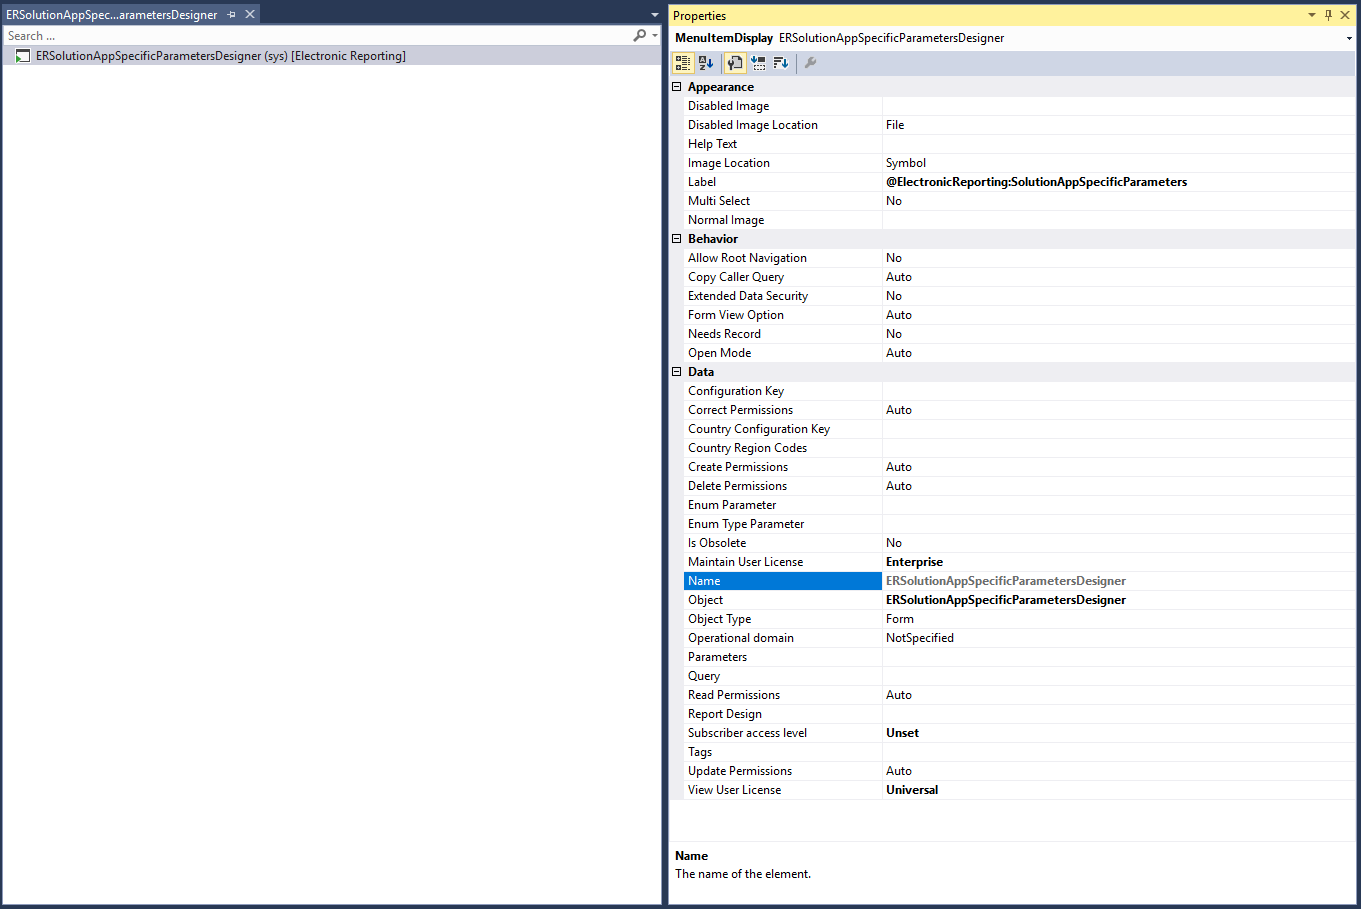 ERSolutionAppSpec...arametersDesigner
Search ...
ERSolutionAppSpecificParametersDesigner (sys) [Electronic Reporting]
Properties
MenuItemDisplay ERSolutionAppSpecificParametersDesigner
Appearance
Disabled Image
Disabled Image Location File
Help Text
Image Location Symbol
Label @ElectronicReporting:SolutionAppSpecificParameters
Multi Select No
Normal Image
Behavior
Allow Root Navigation No
Copy Caller Query Auto
Extended Data Security No
Form View Option Auto
Needs Record No
Open Mode Auto
Data
Configuration Key
Correct Permissions Auto
Country Configuration Key
Country Region Codes
Create Permissions Auto
Delete Permissions Auto
Enum Parameter
Enum Type Parameter
Is Obsolete No
Maintain User License Enterprise
Name ERSolutionAppSpecificParametersDesigner
Object ERSolutionAppSpecificParametersDesigner
Object Type Form
Operational domain NotSpecified
Parameters
Query
Read Permissions Auto
Report Design
Subscriber access level Unset
Tags
Update Permissions Auto
View User License Universal
Name
The name of the element.